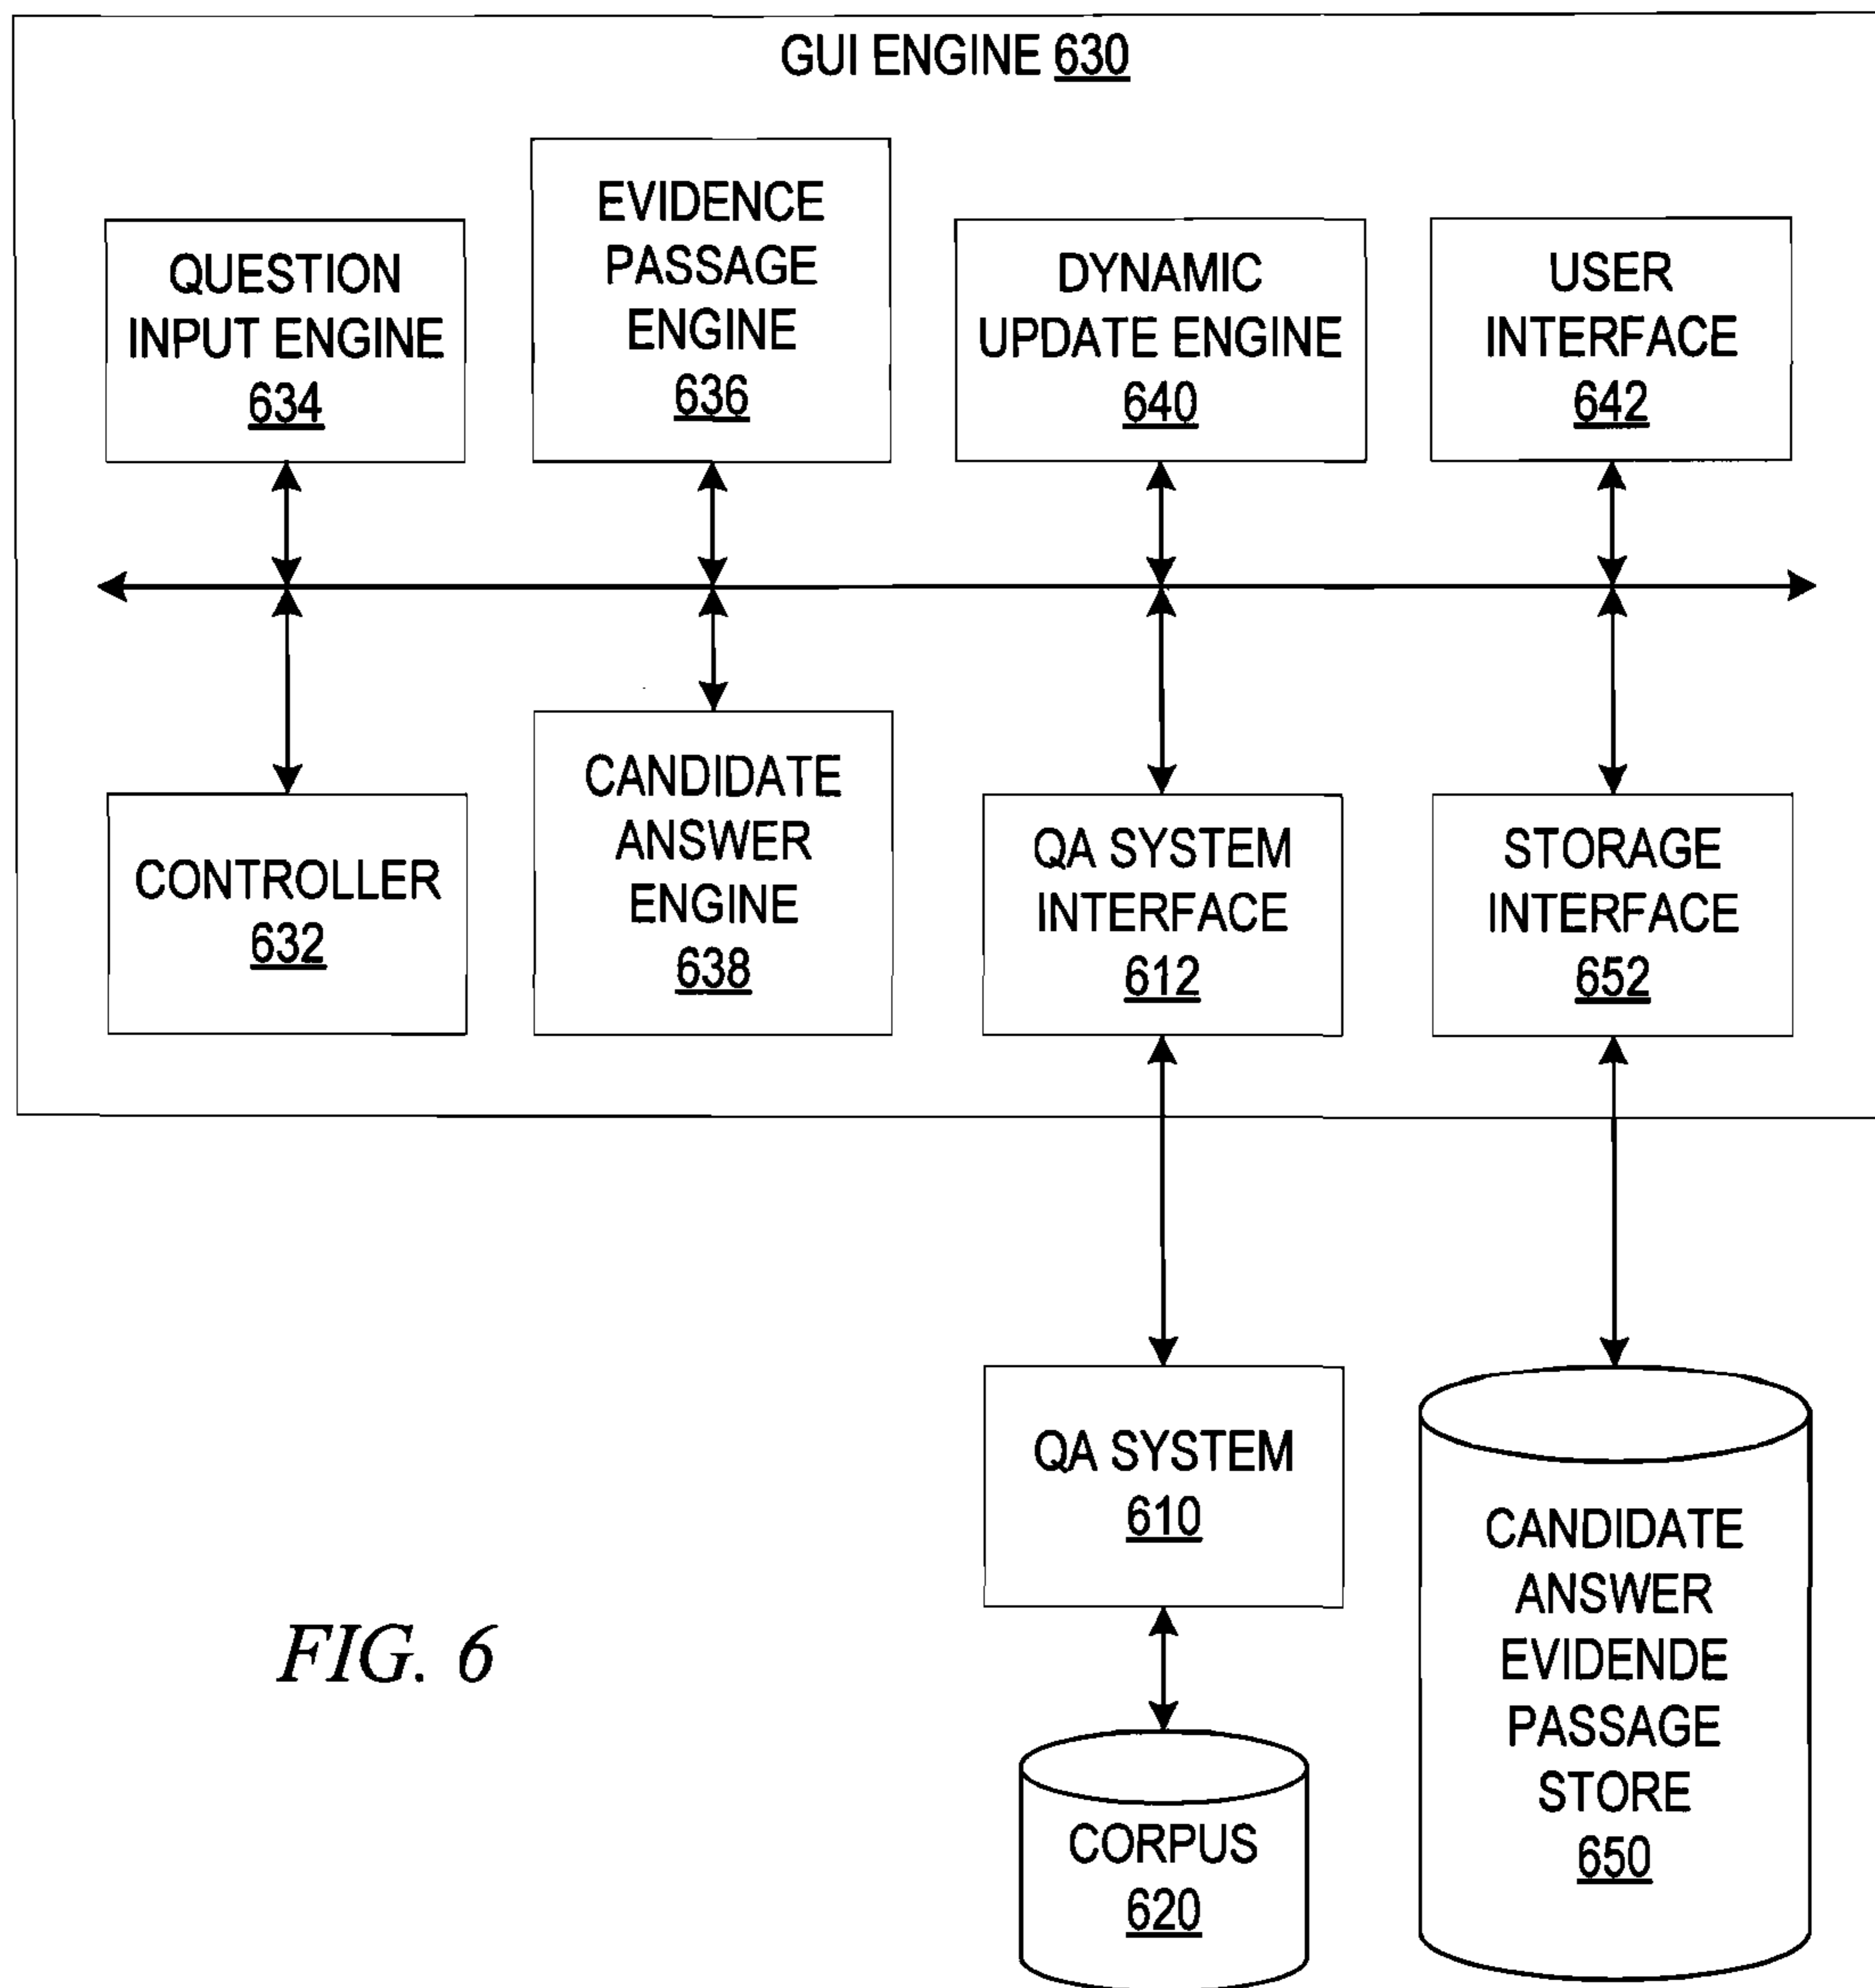 GUI ENGINE 630
QUESTION
INPUT ENGINE
634
EVIDENCE
PASSAGE
ENGINE
636
DYNAMIC
UPDATE ENGINE
640
USER
INTERFACE
642
CONTROLLER
632
CANDIDATE
ANSWER
ENGINE
638
QA SYSTEM
INTERFACE
612
STORAGE
INTERFACE
652
QA SYSTEM
610
CANDIDATE
ANSWER
EVIDENDE
PASSAGE
STORE
650
CORPUS
620
FIG. 6